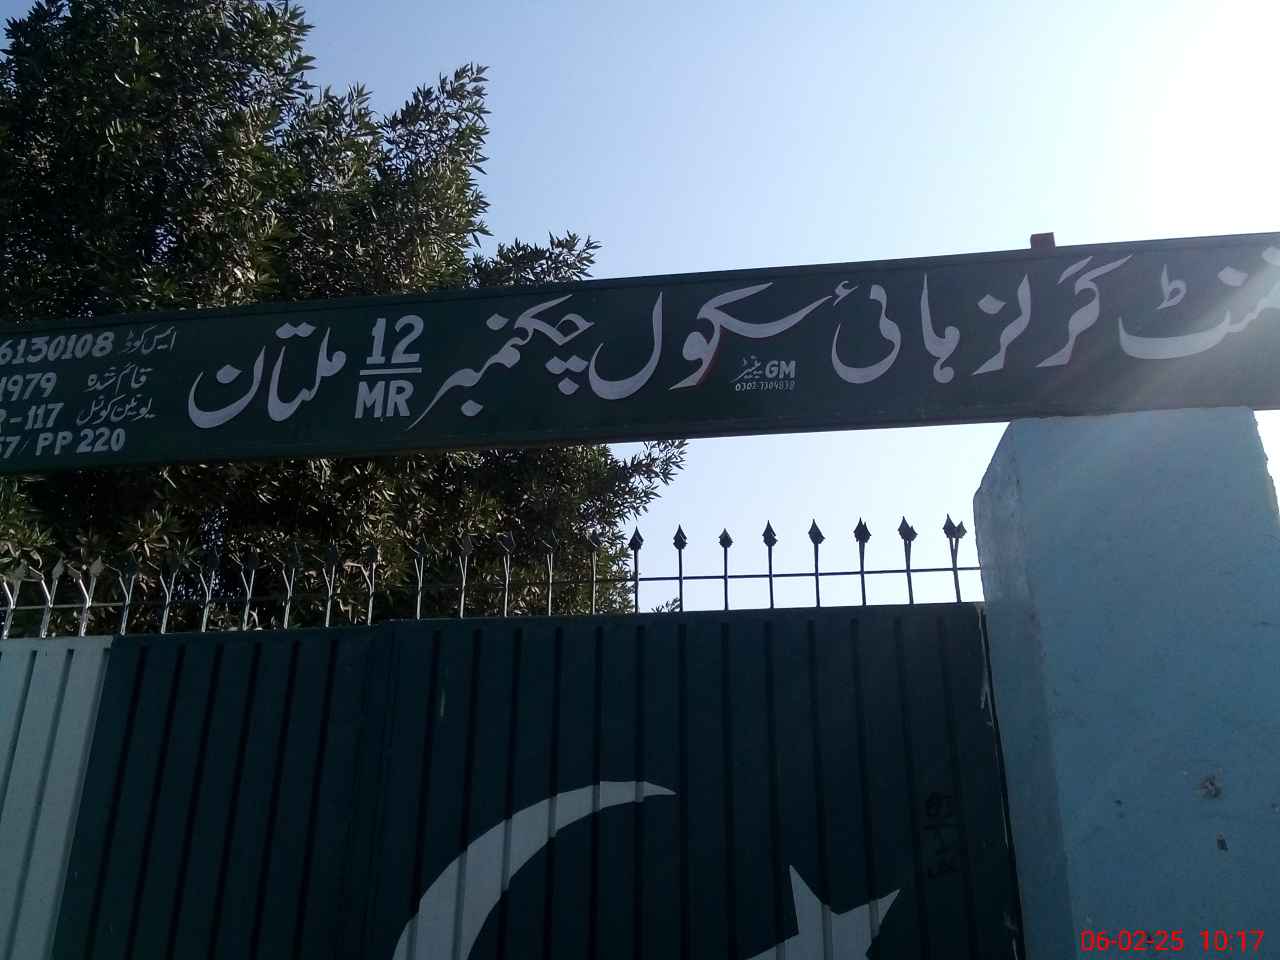 منٹ گرلز ہائی سکول چکنمبر 12/MR ملتان
GM پینٹر
0302-7304838
ایس کوڈ 6130108
قائم شدہ 1979
یونین کونسل 117-
57/PP 220
06-02-25 10:17